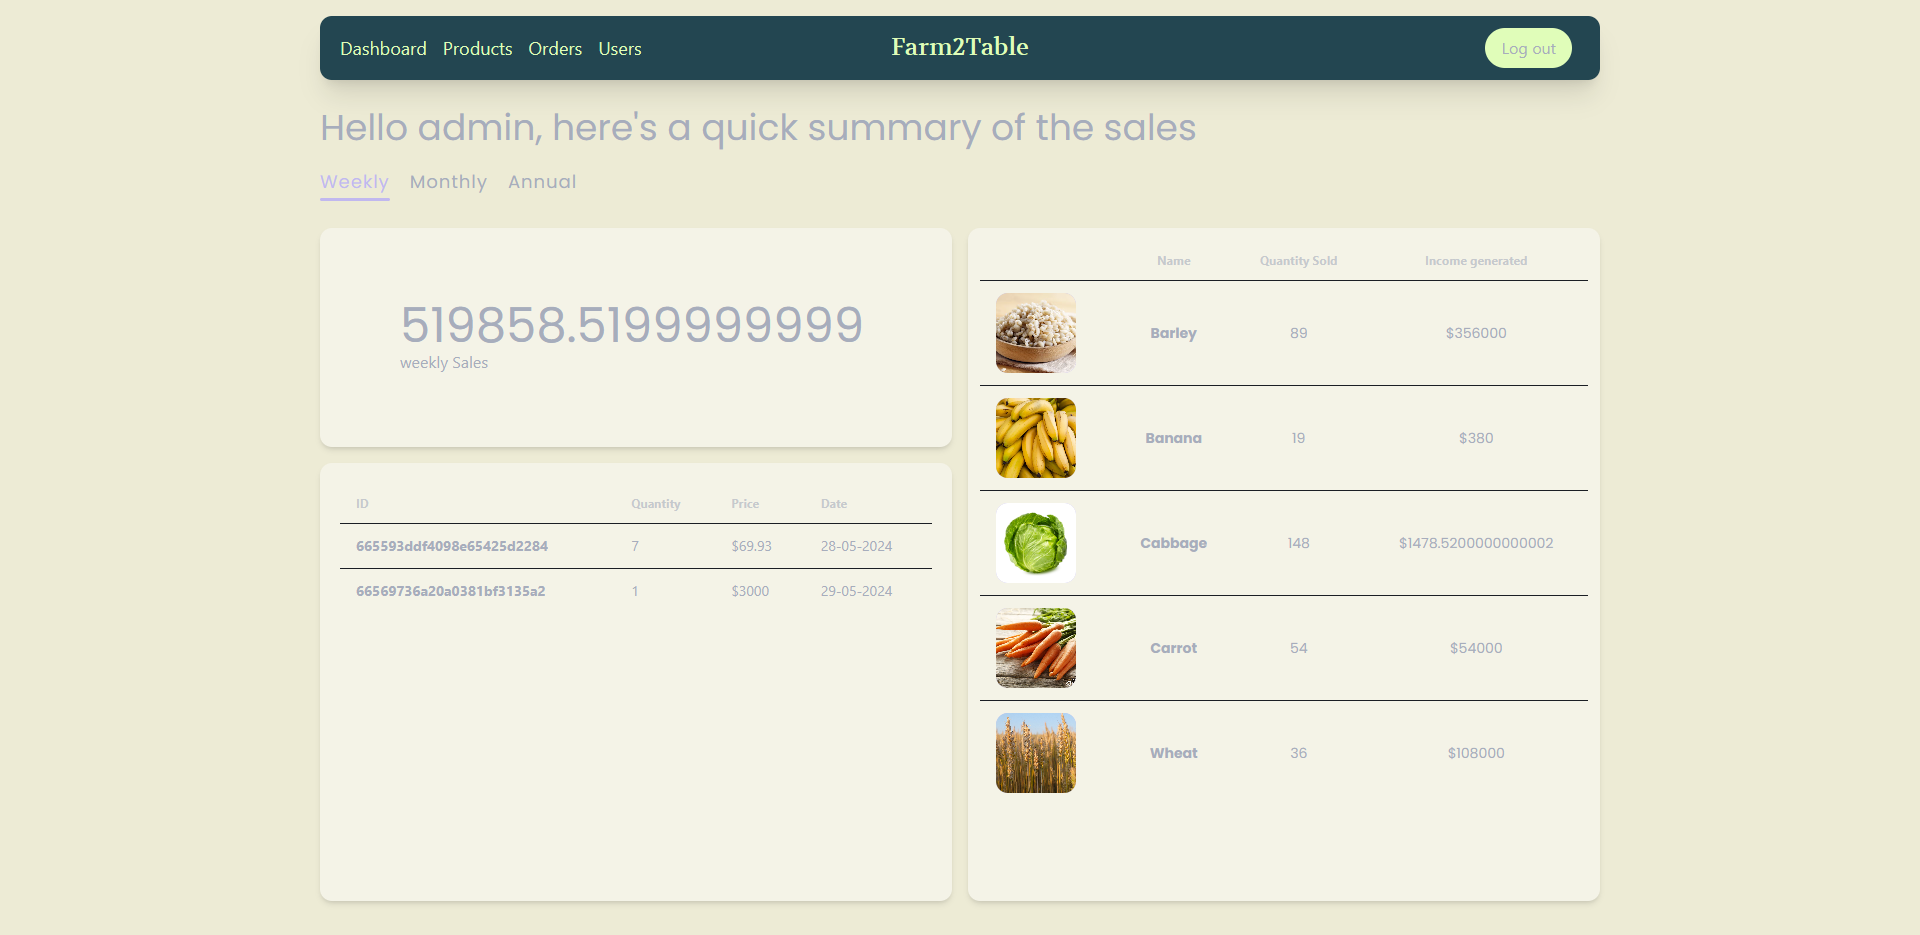 Dashboard Products Orders Users Farm2Table Log out
Hello admin, here's a quick summary of the sales
Weekly Monthly Annual
519858.5199999999
weekly Sales
ID Quantity Price Date
665593ddf4098e65425d2284 7 $69.93 28-05-2024
66569736a20a0381bf3135a2 1 $3000 29-05-2024
Name Quantity Sold Income generated
Barley 89 $356000
Banana 19 $380
Cabbage 148 $1478.5200000000002
Carrot 54 $54000
Wheat 36 $108000